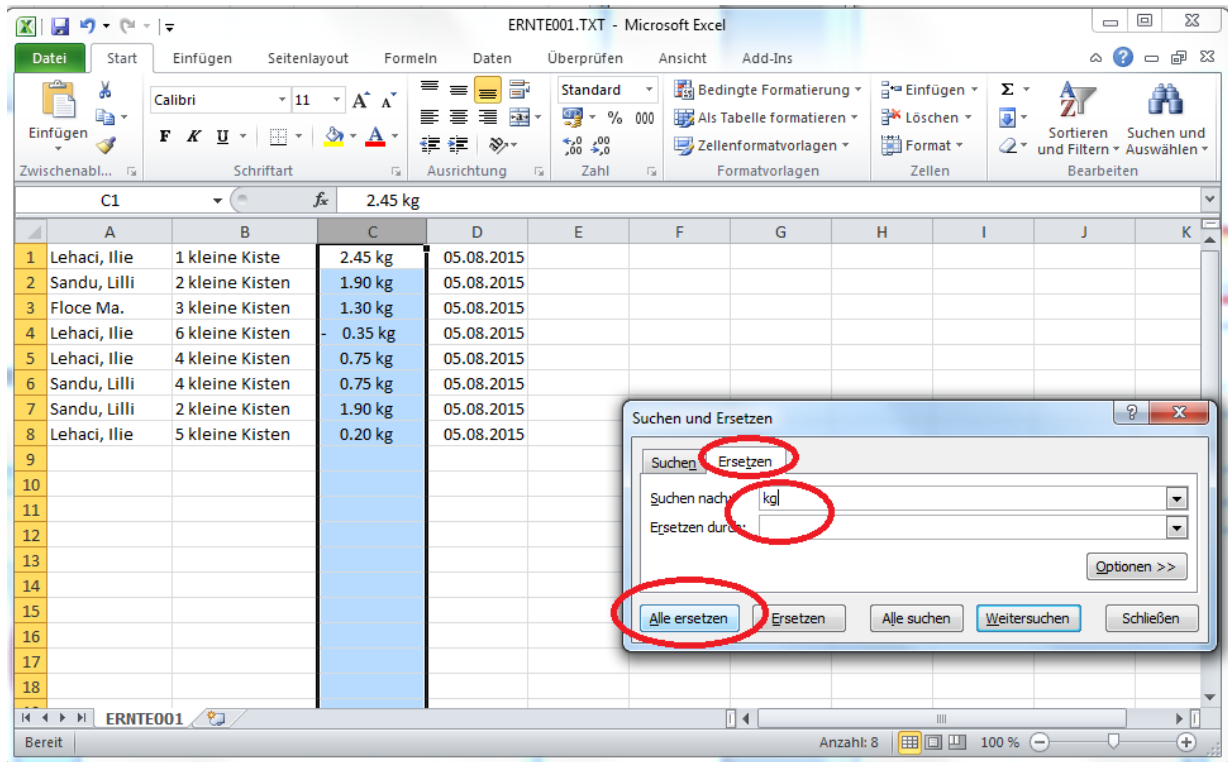 ERNTE001.TXT - Microsoft Excel
Datei Start Einfügen Seitenlayout Formeln Daten Überprüfen Ansicht Add-Ins
Einfügen
Calibri 11
F K U
Standard
% 000
Bedingte Formatierung
Als Tabelle formatieren
Zellenformatvorlagen
Einfügen
Löschen
Format
Σ
Sortieren und Filtern
Suchen und Auswählen
Zwischenabl... Schriftart Ausrichtung Zahl Formatvorlagen Zellen Bearbeiten
C1 fx 2.45 kg
A B C D E F G H I J K
1 Lehaci, Ilie 1 kleine Kiste 2.45 kg 05.08.2015
2 Sandu, Lilli 2 kleine Kisten 1.90 kg 05.08.2015
3 Floce Ma. 3 kleine Kisten 1.30 kg 05.08.2015
4 Lehaci, Ilie 6 kleine Kisten - 0.35 kg 05.08.2015
5 Lehaci, Ilie 4 kleine Kisten 0.75 kg 05.08.2015
6 Sandu, Lilli 4 kleine Kisten 0.75 kg 05.08.2015
7 Sandu, Lilli 2 kleine Kisten 1.90 kg 05.08.2015
8 Lehaci, Ilie 5 kleine Kisten 0.20 kg 05.08.2015
9
10
11
12
13
14
15
16
17
18
Suchen und Ersetzen
Suchen Ersetzen
Suchen nach: kg
Ersetzen durch:
Optionen >>
Alle ersetzen Ersetzen Alle suchen Weitersuchen Schließen
ERNTE001
Bereit Anzahl: 8 100 %